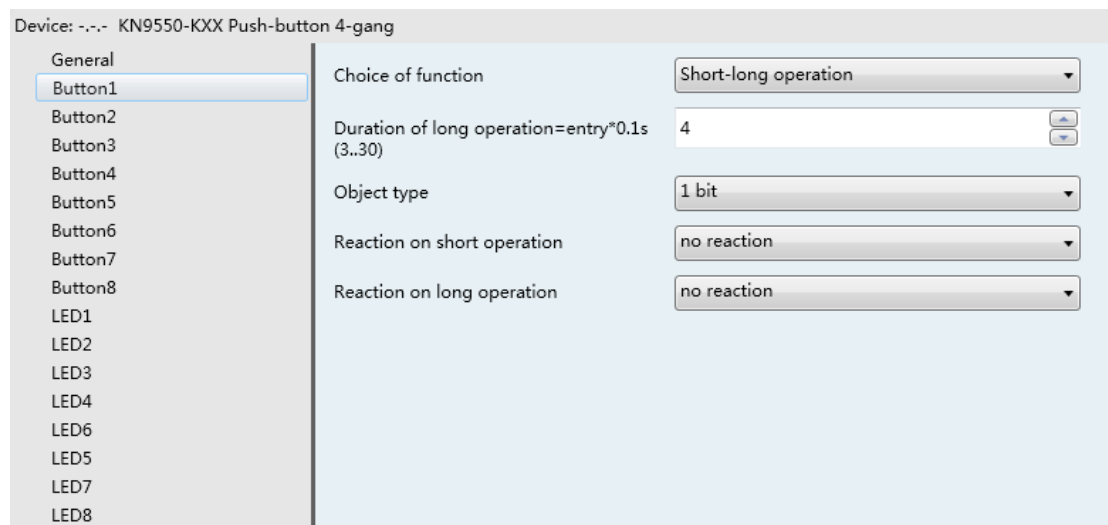 Device: -.-.- KN9550-KXX Push-button 4-gang
General
Button1
Button2
Button3
Button4
Button5
Button6
Button7
Button8
LED1
LED2
LED3
LED4
LED6
LED5
LED7
LED8
Choice of function
Short-long operation
Duration of long operation=entry*0.1s
(3..30)
4
Object type
1 bit
Reaction on short operation
no reaction
Reaction on long operation
no reaction